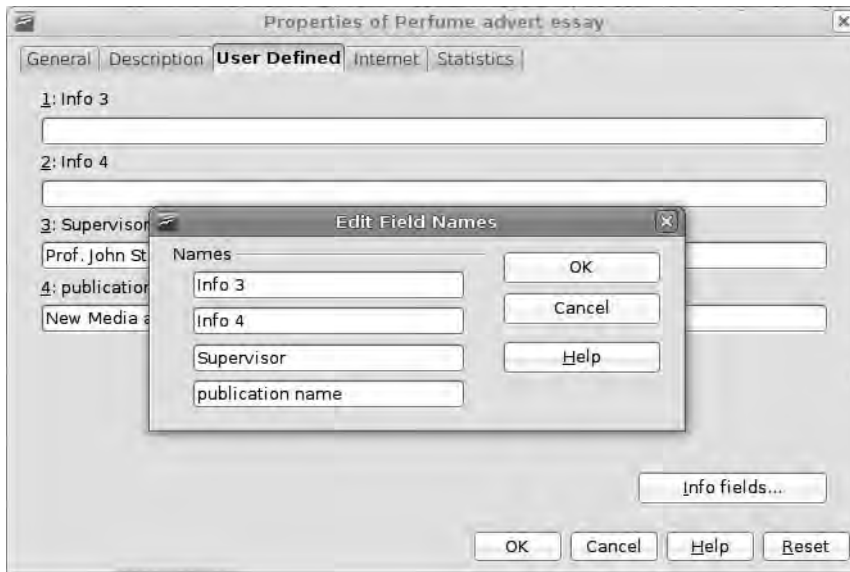 Properties of Perfume advert essay
General Description User Defined Internet Statistics
1: Info 3
2: Info 4
3: Supervisor
Prof. John St
4: publication
New Media a
Edit Field Names
Names
Info 3
Info 4
Supervisor
publication name
OK
Cancel
Help
Info fields...
OK Cancel Help Reset